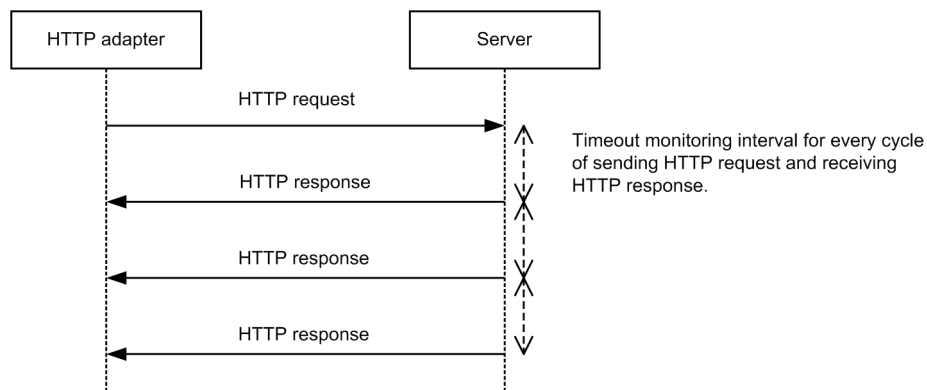 HTTP adapter
Server
HTTP request
Timeout monitoring interval for every cycle
of sending HTTP request and receiving
HTTP response.
HTTP response
HTTP response
HTTP response